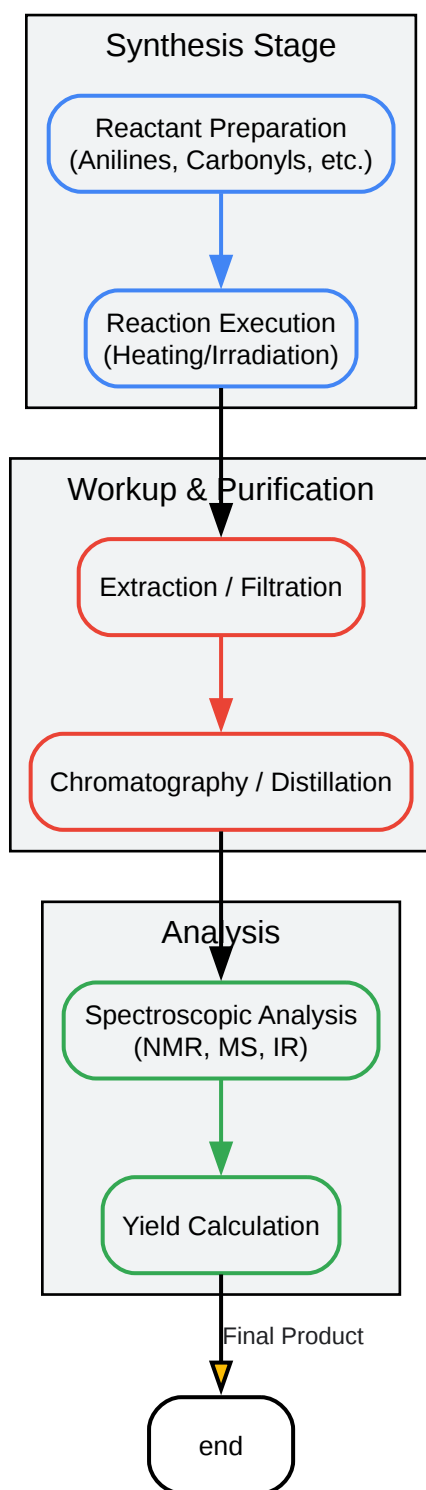 Synthesis Stage
Reactant Preparation
(Anilines, Carbonyls, etc.)
Reaction Execution
(Heating/Irradiation)
Workup & Purification
Extraction / Filtration
Chromatography / Distillation
Analysis
Spectroscopic Analysis
(NMR, MS, IR)
Yield Calculation
Final Product
end